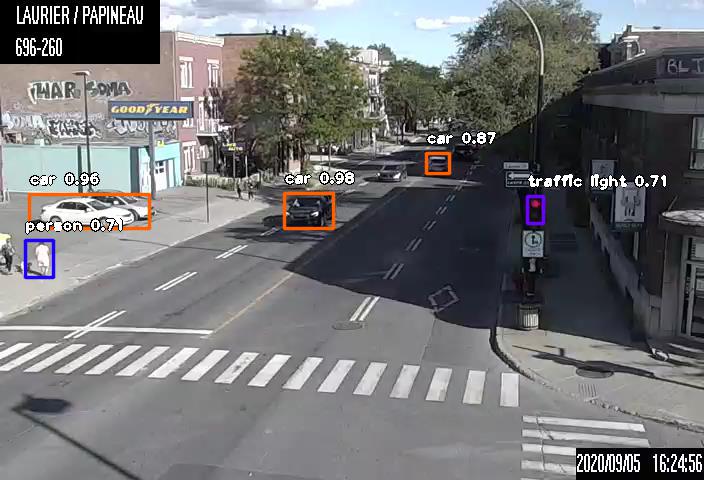 LAURIER / PAPINEAU
696-260
GOODYEAR
car 0.87
car 0.96
car 0.98
traffic light 0.71
person 0.71
2020/09/05 16:24:56